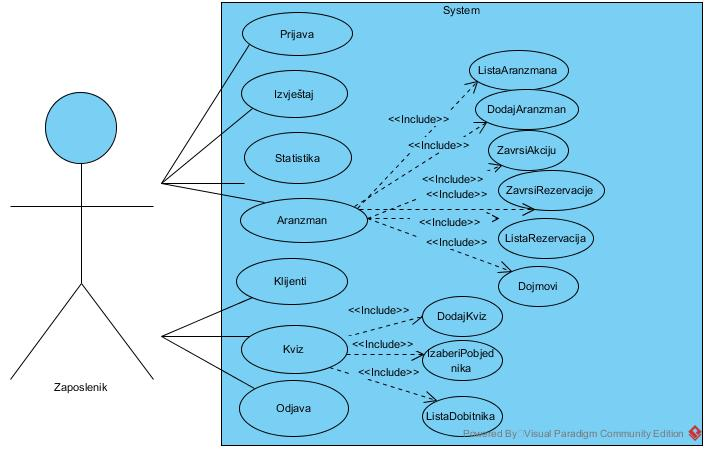 System
Prijava
Izvještaj
Statistika
Aranzman
Klijenti
Kviz
Odjava
Zaposlenik
<<Include>>
<<Include>>
<<Include>>
<<Include>>
<<Include>>
<<Include>>
<<Include>>
<<Include>>
<<Include>>
ListaAranzmana
DodajAranzman
ZavrsiAkciju
ZavrsiRezervacije
ListaRezervacija
Dojmovi
DodajKviz
IzaberiPobjed
nika
ListaDobitnika
Powered By Visual Paradigm Community Edition